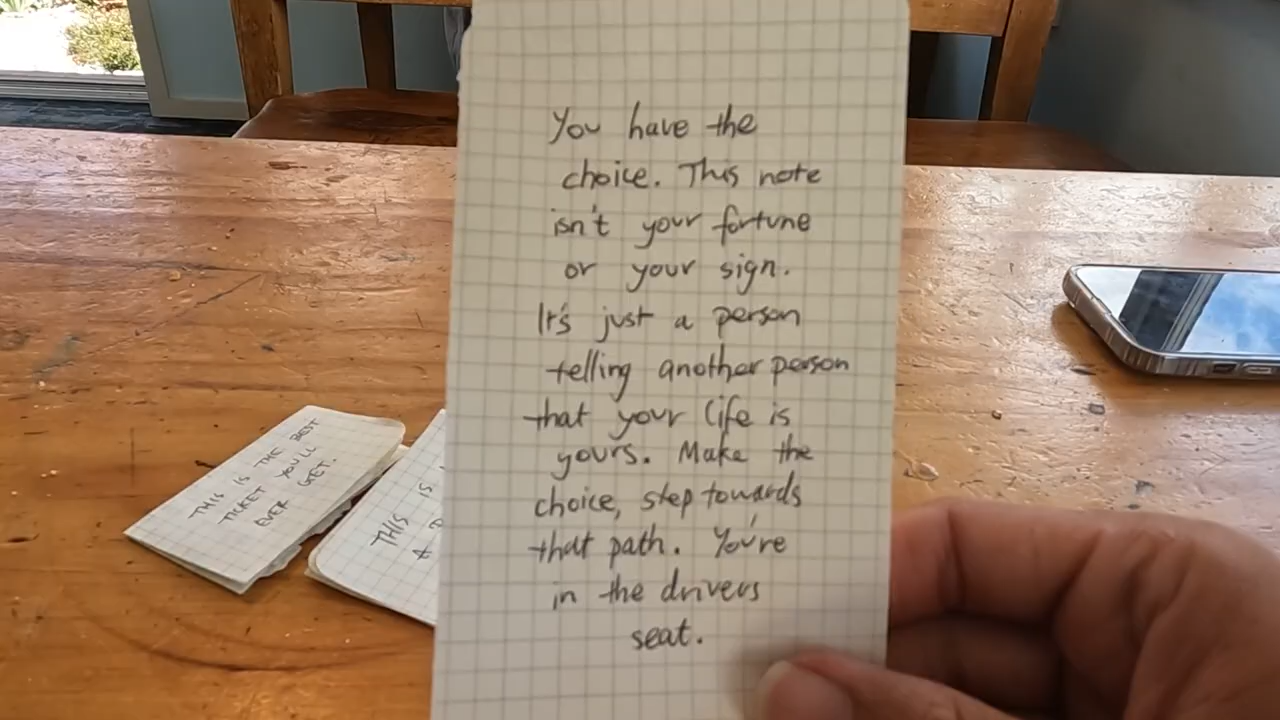 You have the
choice. This note
isn't your fortune
or your sign.
It's just a person
telling another person
that your life is
yours. Make the
choice, step towards
that path. You're
in the drivers
seat.
THIS IS THE BEST
TICKET YOU'LL
EVER GET.
THIS IS
A